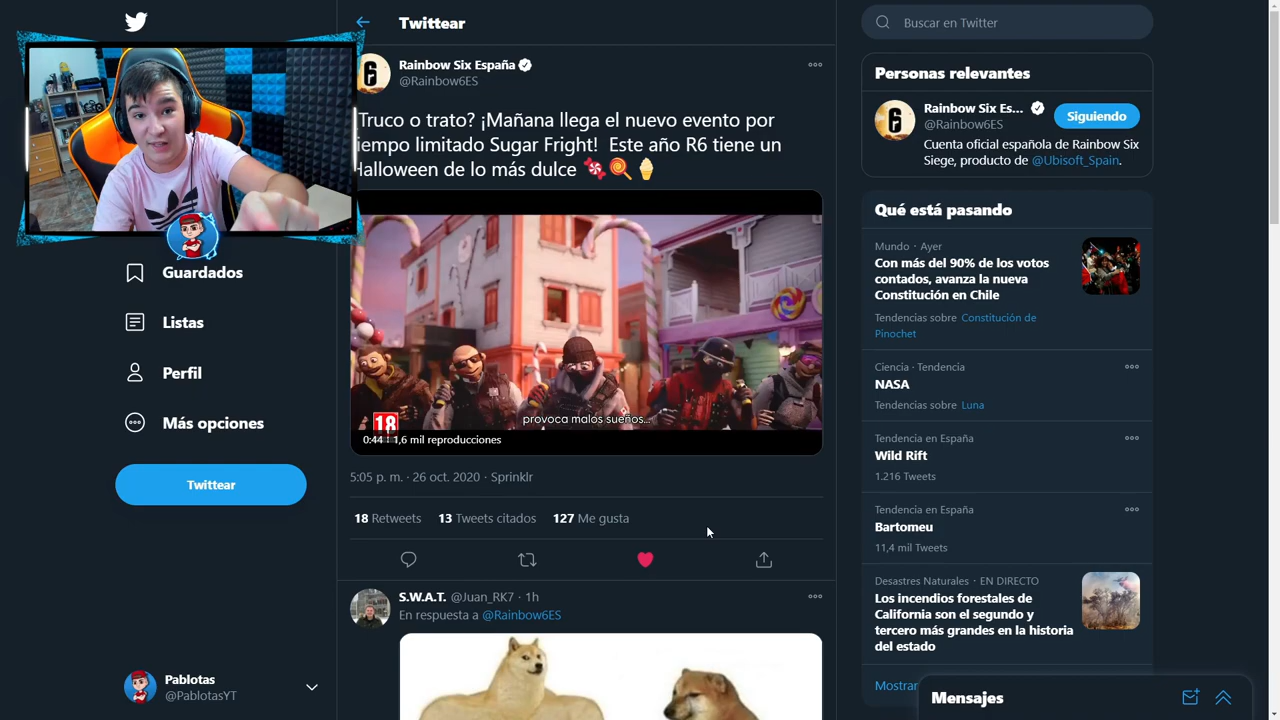 Twittear
Rainbow Six España
@Rainbow6ES
Truco o trato? ¡Mañana llega el nuevo evento por
iempo limitado Sugar Fright! Este año R6 tiene un
Halloween de lo más dulce
provoca malos sueños...
18
0:44
1,6 mil reproducciones
5:05 p. m. · 26 oct. 2020 · Sprinklr
18 Retweets 13 Tweets citados 127 Me gusta
S.W.A.T. @Juan_RK7 · 1h
En respuesta a @Rainbow6ES
Guardados
Listas
Perfil
Más opciones
Twittear
Pablotas
@PablotasYT
Buscar en Twitter
Personas relevantes
Rainbow Six Es...
@Rainbow6ES
Siguiendo
Cuenta oficial española de Rainbow Six
Siege, producto de @Ubisoft_Spain.
Qué está pasando
Mundo · Ayer
Con más del 90% de los votos
contados, avanza la nueva
Constitución en Chile
Tendencias sobre Constitución de
Pinochet
Ciencia · Tendencia
NASA
Tendencias sobre Luna
Tendencia en España
Wild Rift
1.216 Tweets
Tendencia en España
Bartomeu
11,4 mil Tweets
Desastres Naturales · EN DIRECTO
Los incendios forestales de
California son el segundo y
tercero más grandes en la historia
del estado
Mostrar
Mensajes